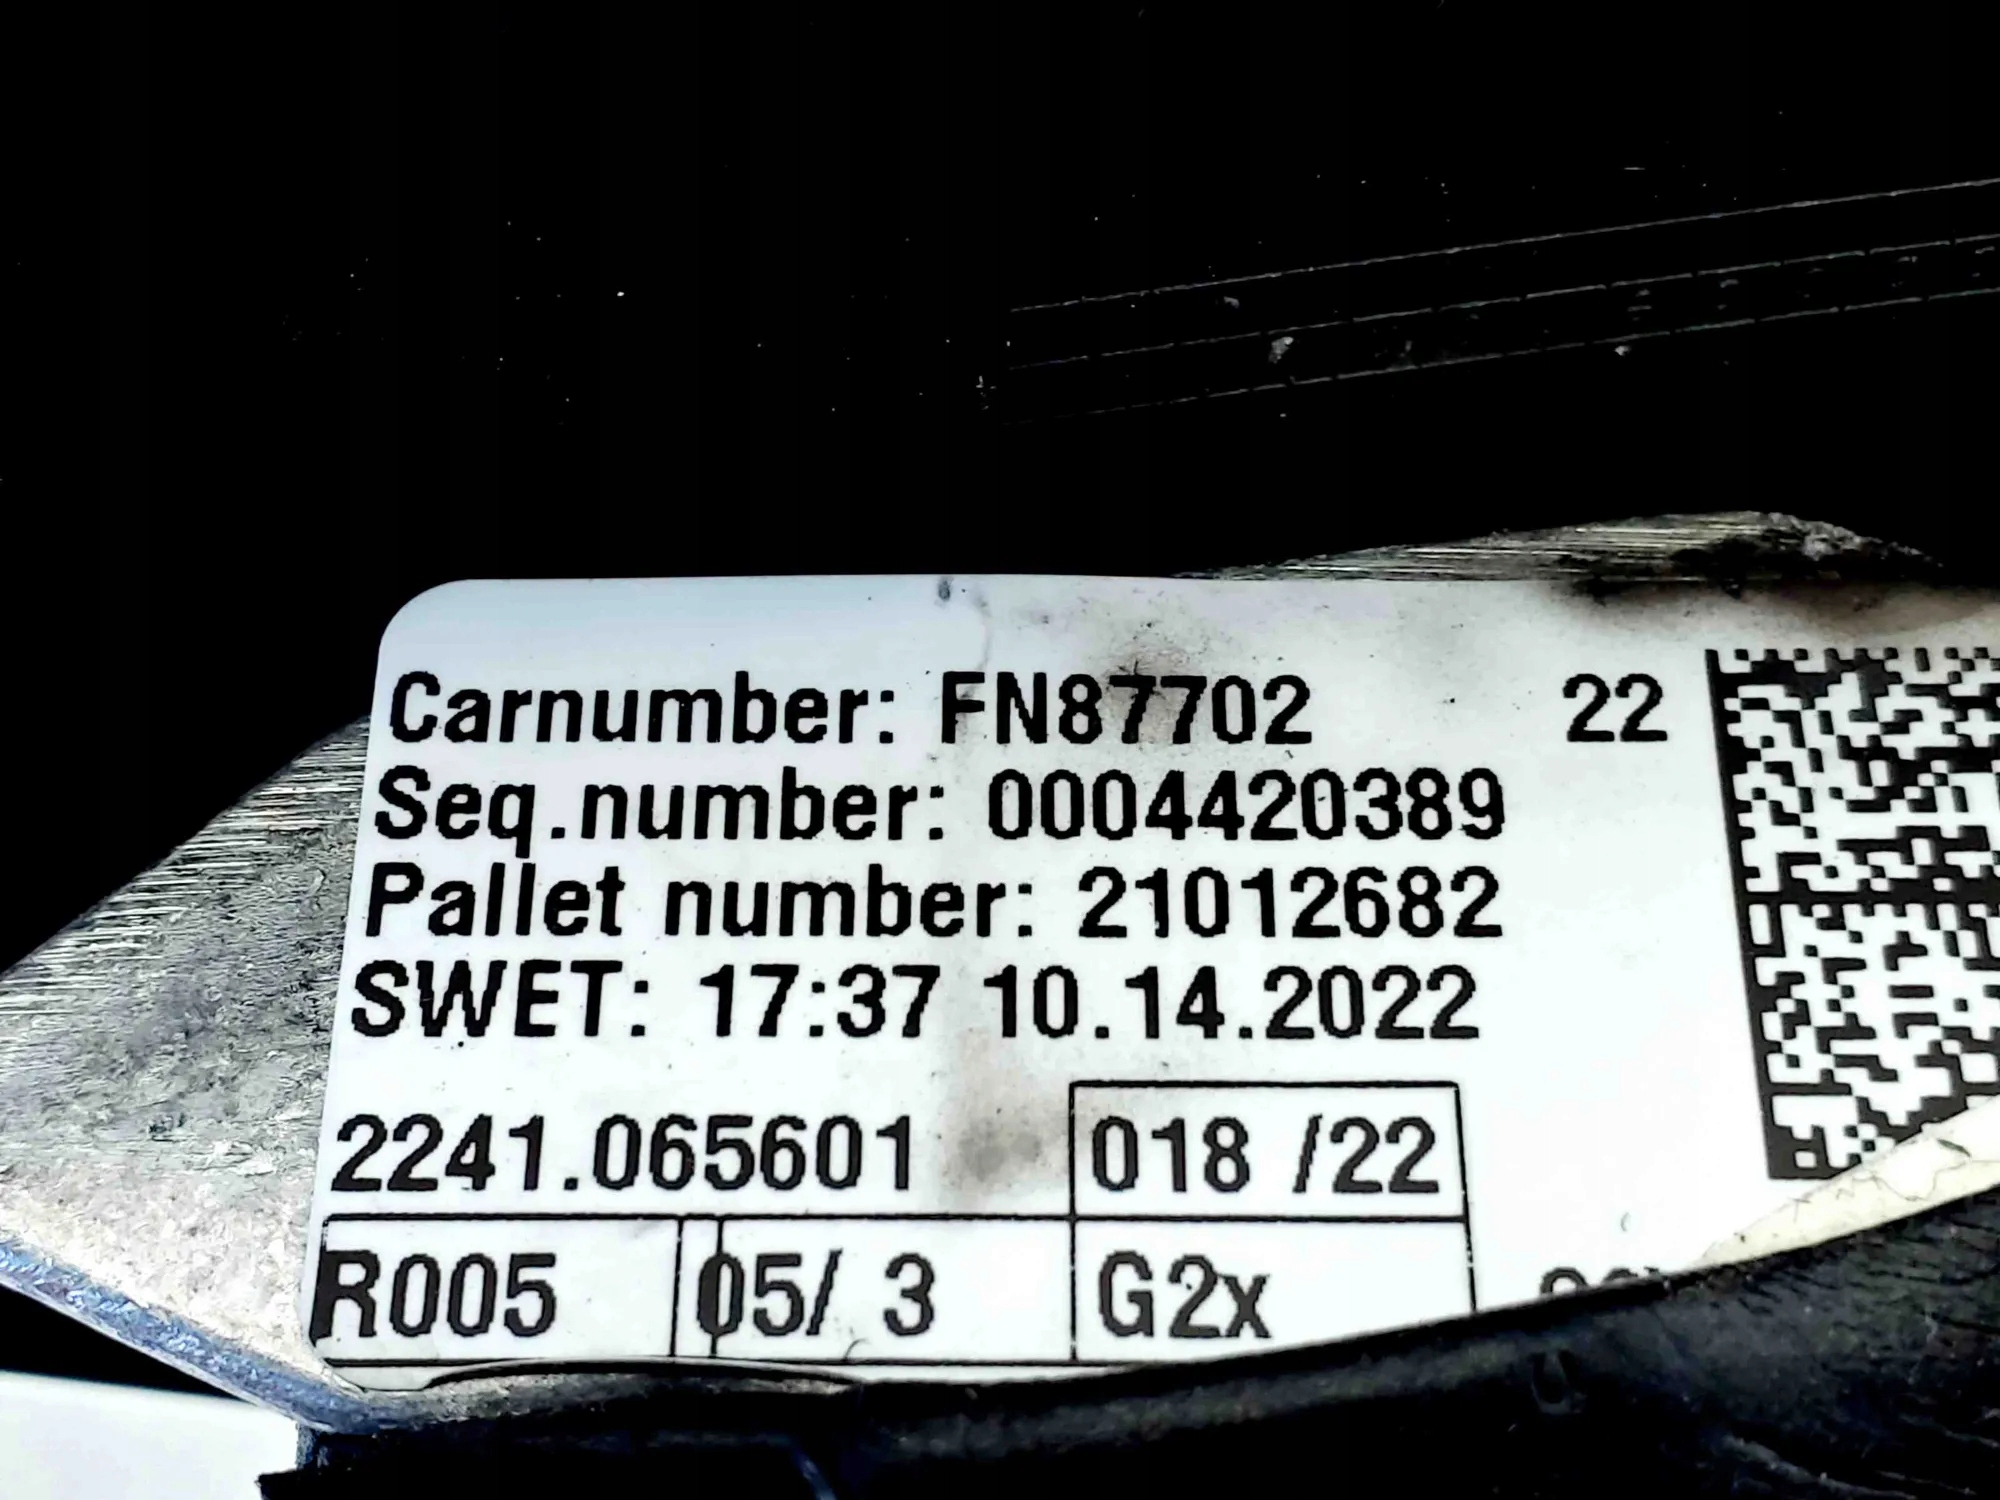 Carnumber: FN87702 22
Seq.number: 0004420389
Pallet number: 21012682
SWET: 17:37 10.14.2022
2241.065601 018 /22
R005 05/ 3 G2x